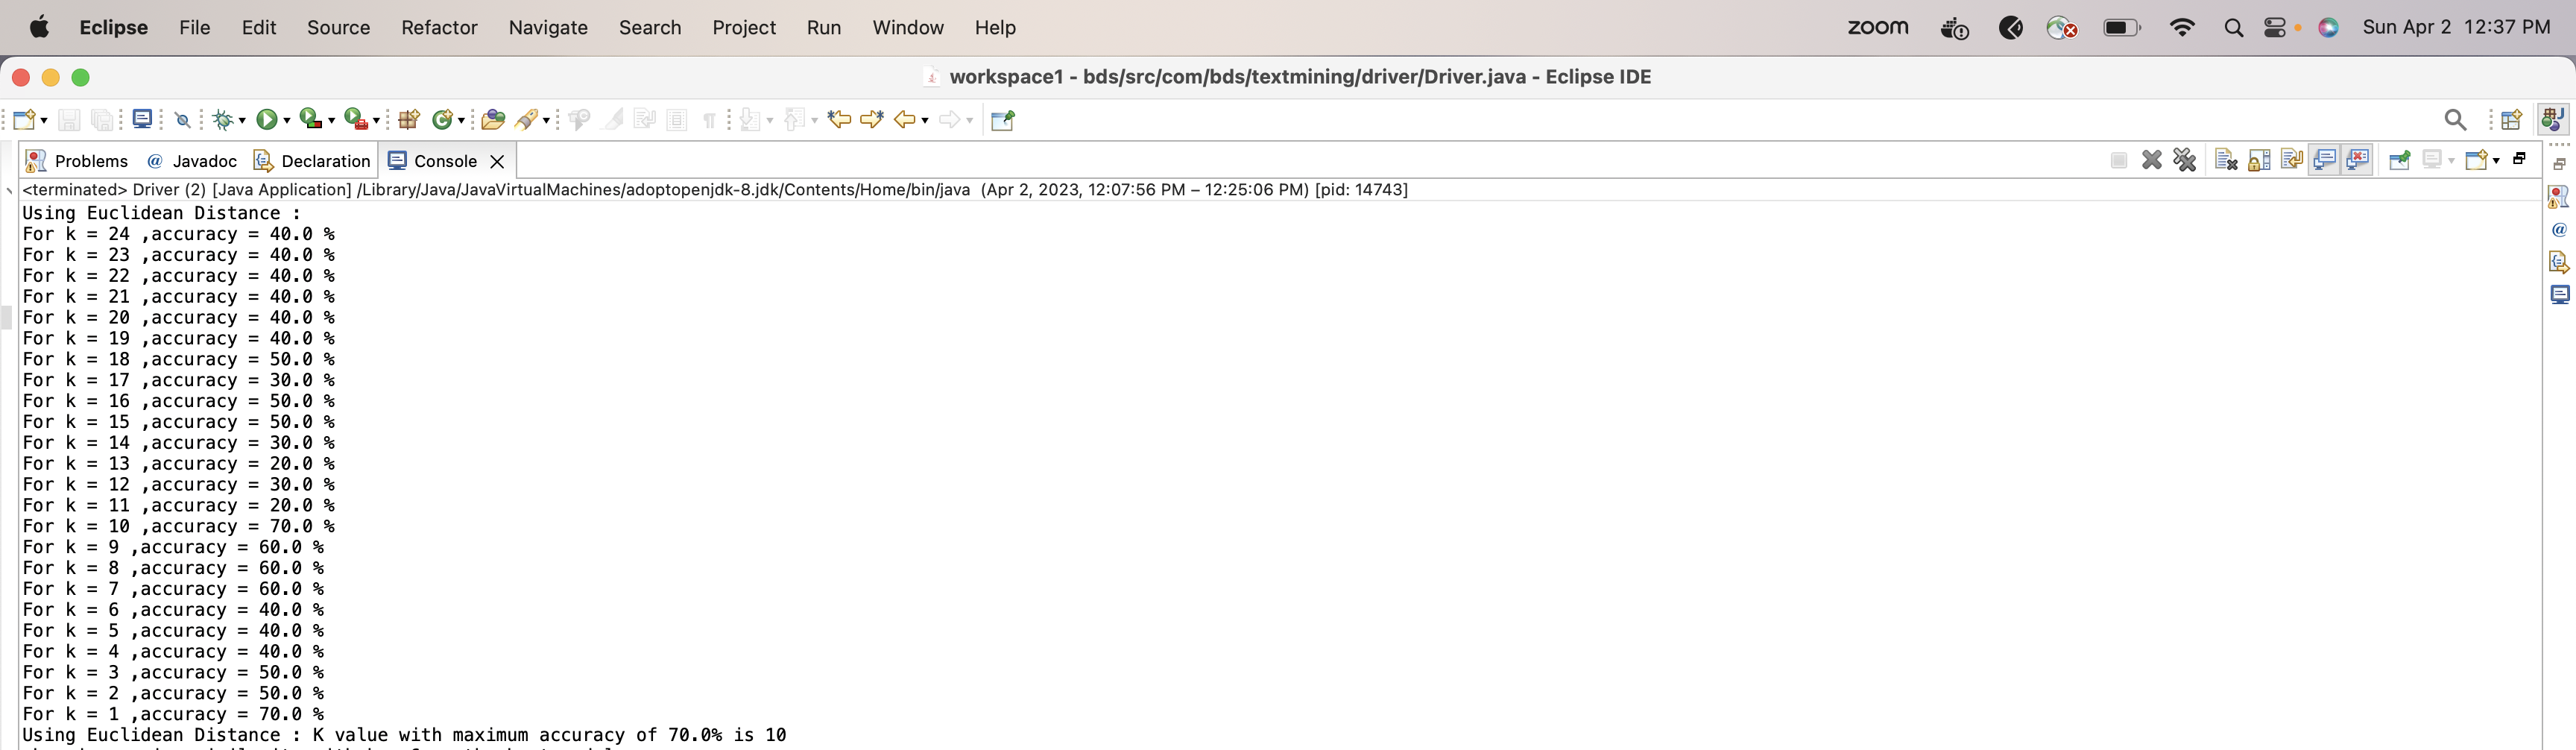 Eclipse File Edit Source Refactor Navigate Search Project Run Window Help zoom Sun Apr 2 12:37 PM
workspace1 - bds/src/com/bds/textmining/driver/Driver.java - Eclipse IDE
Problems @ Javadoc Declaration Console
<terminated> Driver (2) [Java Application] /Library/Java/JavaVirtualMachines/adoptopenjdk-8.jdk/Contents/Home/bin/java (Apr 2, 2023, 12:07:56 PM – 12:25:06 PM) [pid: 14743]
Using Euclidean Distance :
For k = 24 ,accuracy = 40.0 %
For k = 23 ,accuracy = 40.0 %
For k = 22 ,accuracy = 40.0 %
For k = 21 ,accuracy = 40.0 %
For k = 20 ,accuracy = 40.0 %
For k = 19 ,accuracy = 40.0 %
For k = 18 ,accuracy = 50.0 %
For k = 17 ,accuracy = 30.0 %
For k = 16 ,accuracy = 50.0 %
For k = 15 ,accuracy = 50.0 %
For k = 14 ,accuracy = 30.0 %
For k = 13 ,accuracy = 20.0 %
For k = 12 ,accuracy = 30.0 %
For k = 11 ,accuracy = 20.0 %
For k = 10 ,accuracy = 70.0 %
For k = 9 ,accuracy = 60.0 %
For k = 8 ,accuracy = 60.0 %
For k = 7 ,accuracy = 60.0 %
For k = 6 ,accuracy = 40.0 %
For k = 5 ,accuracy = 40.0 %
For k = 4 ,accuracy = 40.0 %
For k = 3 ,accuracy = 50.0 %
For k = 2 ,accuracy = 50.0 %
For k = 1 ,accuracy = 70.0 %
Using Euclidean Distance : K value with maximum accuracy of 70.0% is 10